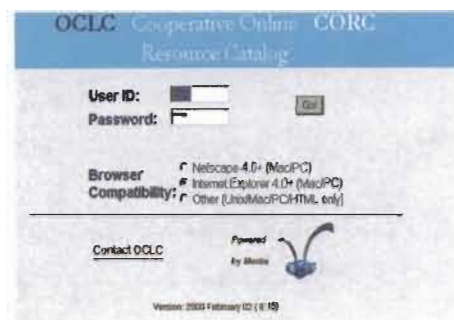 OCLC Cooperative Online CORC
Resource Catalog
User ID:
Password:
Go!
Browser Compatibility:
Netscape 4.0+ (Mac/PC)
Internet Explorer 4.0+ (Mac/PC)
Other (Unix/Mac/PC/HTML only)
Contact OCLC
Powered
by Mantis
Version: 2000 February 02